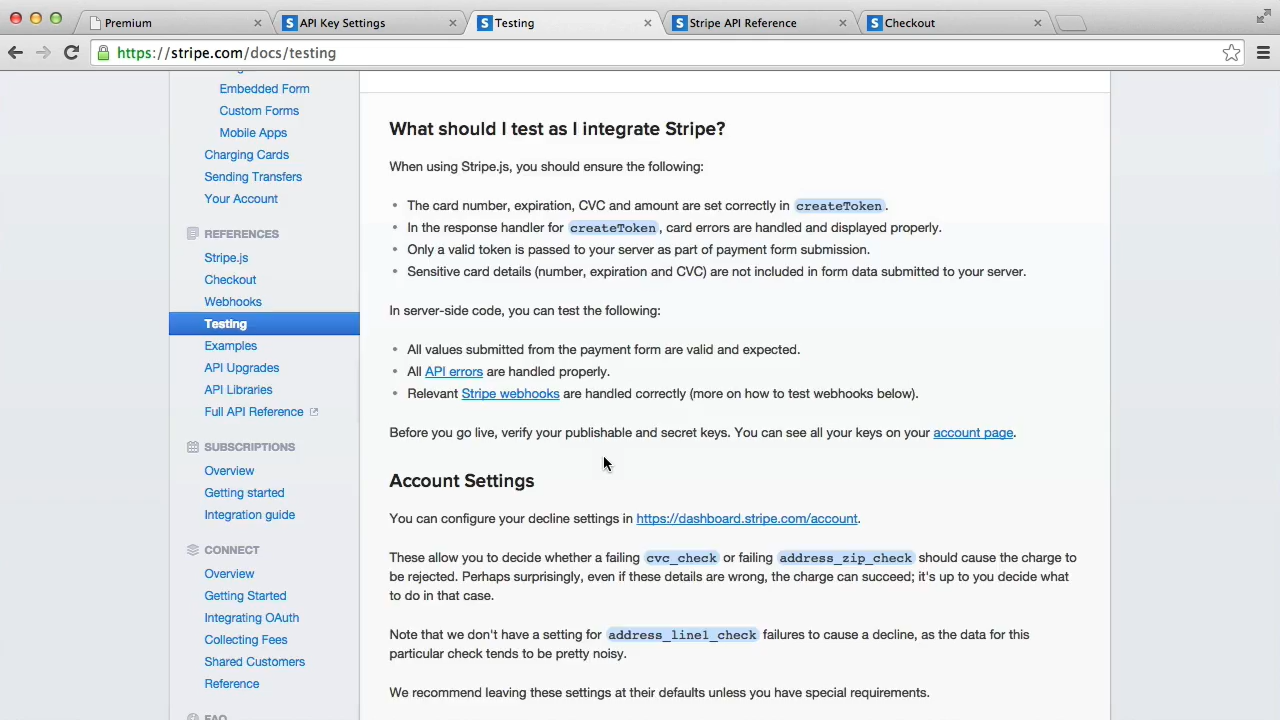 Premium
API Key Settings
Testing
Stripe API Reference
Checkout
https://stripe.com/docs/testing
Embedded Form
Custom Forms
Mobile Apps
Charging Cards
Sending Transfers
Your Account
REFERENCES
Stripe.js
Checkout
Webhooks
Testing
Examples
API Upgrades
API Libraries
Full API Reference
SUBSCRIPTIONS
Overview
Getting started
Integration guide
CONNECT
Overview
Getting Started
Integrating OAuth
Collecting Fees
Shared Customers
Reference
FAQ
What should I test as I integrate Stripe?
When using Stripe.js, you should ensure the following:
• The card number, expiration, CVC and amount are set correctly in createToken.
• In the response handler for createToken, card errors are handled and displayed properly.
• Only a valid token is passed to your server as part of payment form submission.
• Sensitive card details (number, expiration and CVC) are not included in form data submitted to your server.
In server-side code, you can test the following:
• All values submitted from the payment form are valid and expected.
• All API errors are handled properly.
• Relevant Stripe webhooks are handled correctly (more on how to test webhooks below).
Before you go live, verify your publishable and secret keys. You can see all your keys on your account page.
Account Settings
You can configure your decline settings in https://dashboard.stripe.com/account.
These allow you to decide whether a failing cvc_check or failing address_zip_check should cause the charge to
be rejected. Perhaps surprisingly, even if these details are wrong, the charge can succeed; it's up to you decide what
to do in that case.
Note that we don't have a setting for address_line1_check failures to cause a decline, as the data for this
particular check tends to be pretty noisy.
We recommend leaving these settings at their defaults unless you have special requirements.